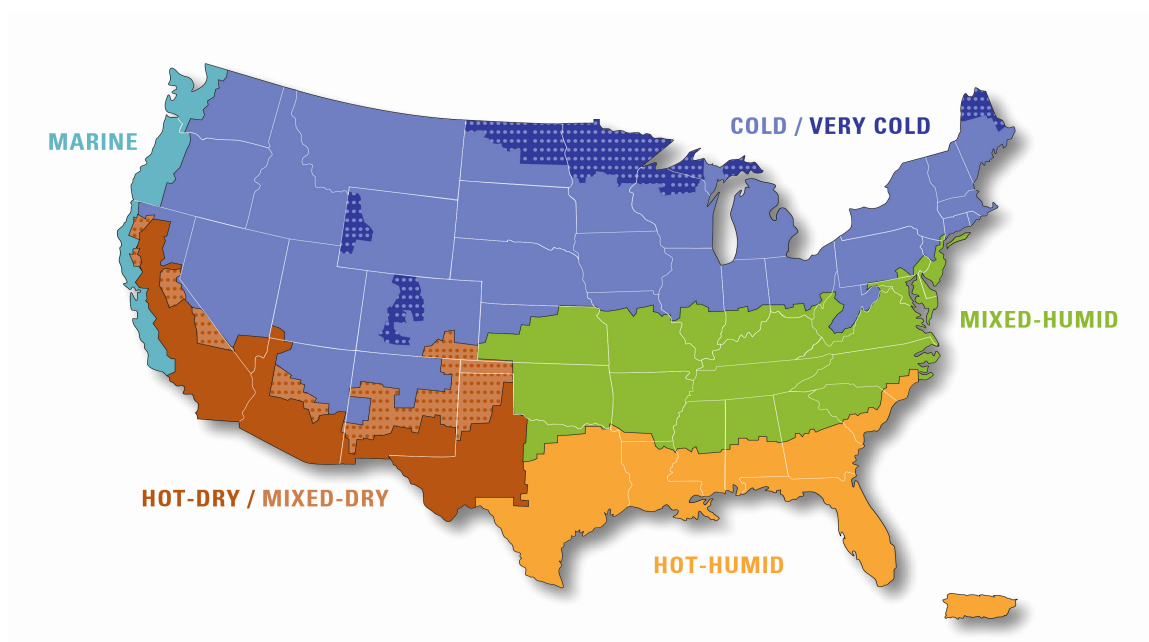 COLD / VERY COLD
MARINE
MIXED-HUMID
HOT-DRY / MIXED-DRY
HOT-HUMID